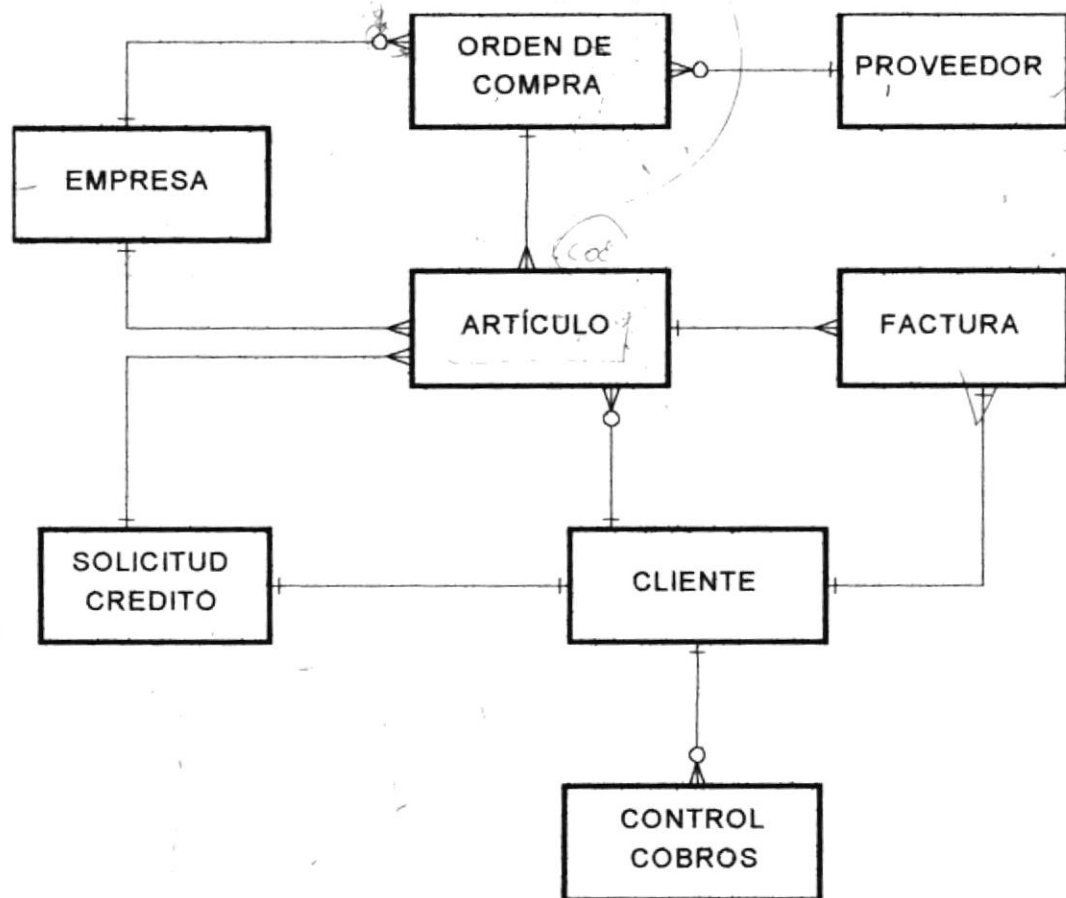 ORDEN DE
COMPRA
PROVEEDOR
EMPRESA
ARTÍCULO
FACTURA
SOLICITUD
CREDITO
CLIENTE
CONTROL
COBROS